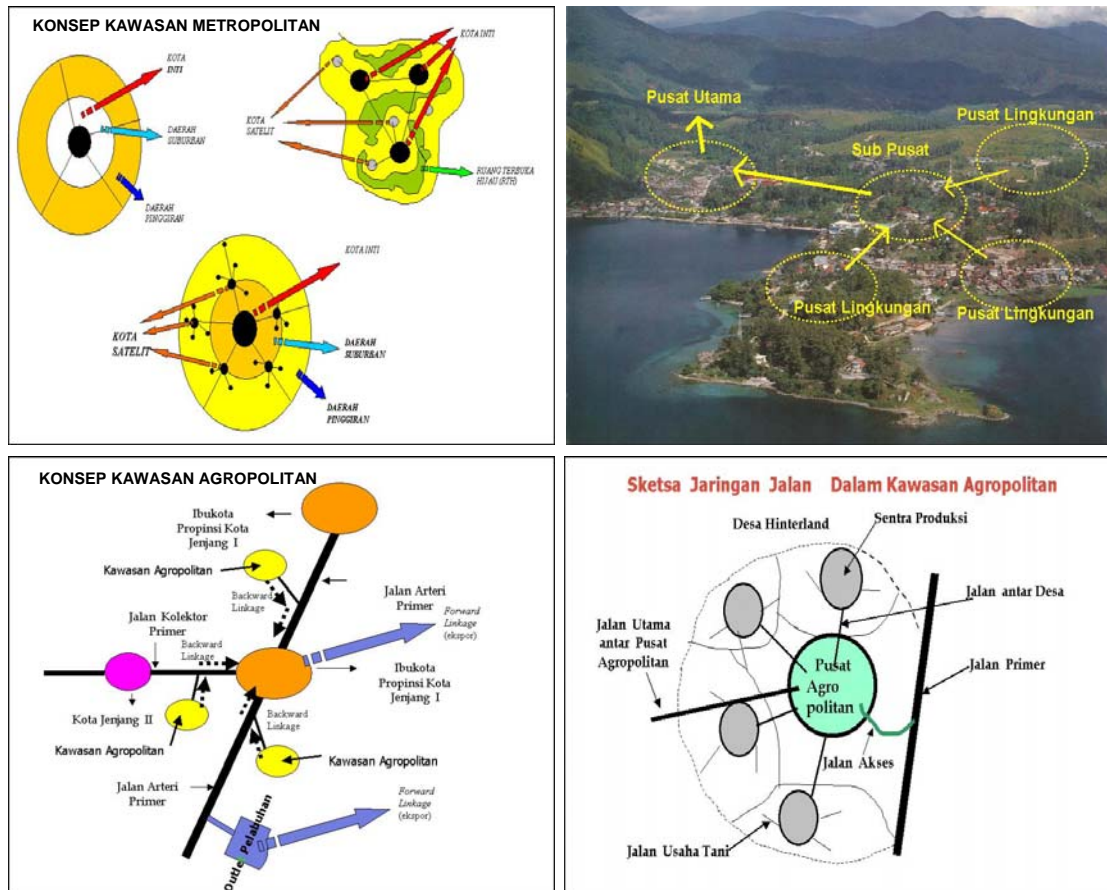 KONSEP KAWASAN METROPOLITAN
KOTA
INTI
DAERAH
SUBURBAN
DAERAH
PINGGIRAN
KOTA INTI
KOTA
SATELIT
RUANG TERBUKA
HIJAU (RTH)
KOTA INTI
KOTA
SATELIT
DAERAH
SUBURBAN
DAERAH
PINGGIRAN
Pusat Utama
Pusat Lingkungan
Sub Pusat
Pusat Lingkungan
Pusat Lingkungan
KONSEP KAWASAN AGROPOLITAN
Ibukota
Propinsi Kota
Jenjang I
Kawasan Agropolitan
Backward
Linkage
Jalan Arteri
Primer
Forward
Linkage
(ekspor)
Jalan Kolektor
Primer
Backward
Linkage
Ibukota
Propinsi Kota
Jenjang I
Kota Jenjang II
Backward
Linkage
Kawasan Agropolitan
Kawasan Agropolitan
Jalan Arteri
Primer
Forward
Linkage
(ekspor)
Outlet Pelabuhan
Sketsa Jaringan Jalan Dalam Kawasan Agropolitan
Desa Hinterland
Sentra Produksi
Jalan antar Desa
Jalan Utama
antar Pusat
Agropolitan
Jalan Primer
Pusat
Agro
politan
Jalan Akses
Jalan Usaha Tani